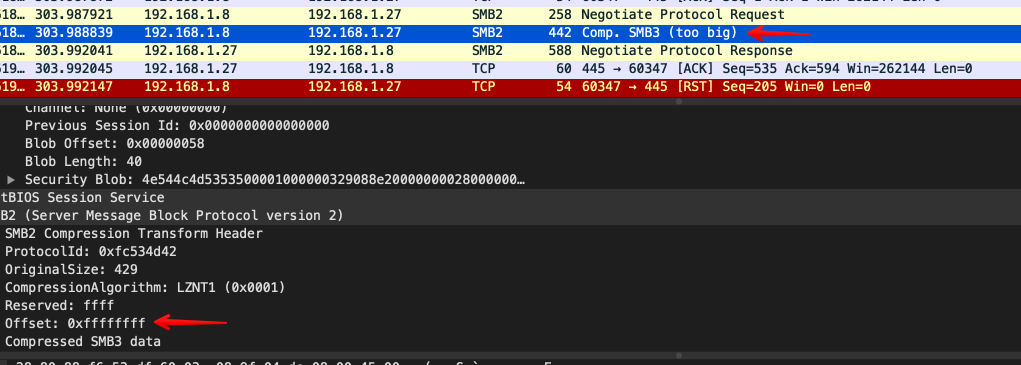 303.987921 192.168.1.8 192.168.1.27 SMB2 258 Negotiate Protocol Request
518… 303.988839 192.168.1.8 192.168.1.27 SMB2 442 Comp. SMB3 (too big)
518… 303.992041 192.168.1.27 192.168.1.8 SMB2 588 Negotiate Protocol Response
519… 303.992045 192.168.1.27 192.168.1.8 TCP 60 445 → 60347 [ACK] Seq=535 Ack=594 Win=262144 Len=0
519… 303.992147 192.168.1.8 192.168.1.27 TCP 54 60347 → 445 [RST] Seq=205 Win=0 Len=0
Channel: None (0x00000000)
Previous Session Id: 0x0000000000000000
Blob Offset: 0x00000058
Blob Length: 40
Security Blob: 4e544c4d5353500001000000329088e20000000028000000…
tBIOS Session Service
B2 (Server Message Block Protocol version 2)
SMB2 Compression Transform Header
ProtocolId: 0xfc534d42
OriginalSize: 429
CompressionAlgorithm: LZNT1 (0x0001)
Reserved: ffff
Offset: 0xffffffff
Compressed SMB3 data